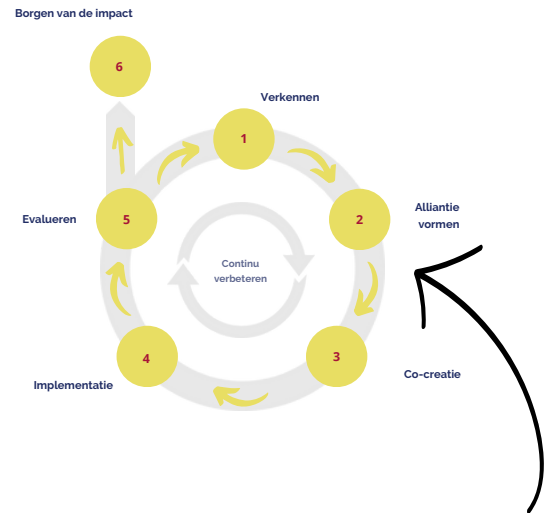 Borgen van de impact
6
Verkennen
1
2
Alliantie
vormen
Evalueren
5
Continu
verbeteren
3
4
Co-creatie
Implementatie